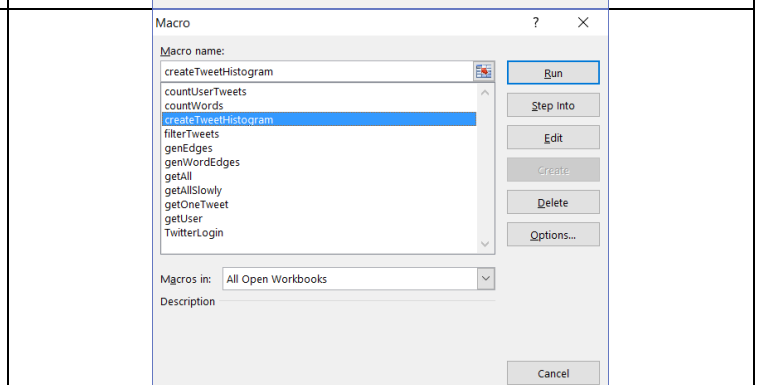 Macro
?
Macro name:
createTweetHistogram
Run
countUserTweets
countWords
createTweetHistogram
filterTweets
genEdges
genWordEdges
getAll
getAllSlowly
getOneTweet
getUser
TwitterLogin
Step Into
Edit
Create
Delete
Options...
Macros in: All Open Workbooks
Description
Cancel